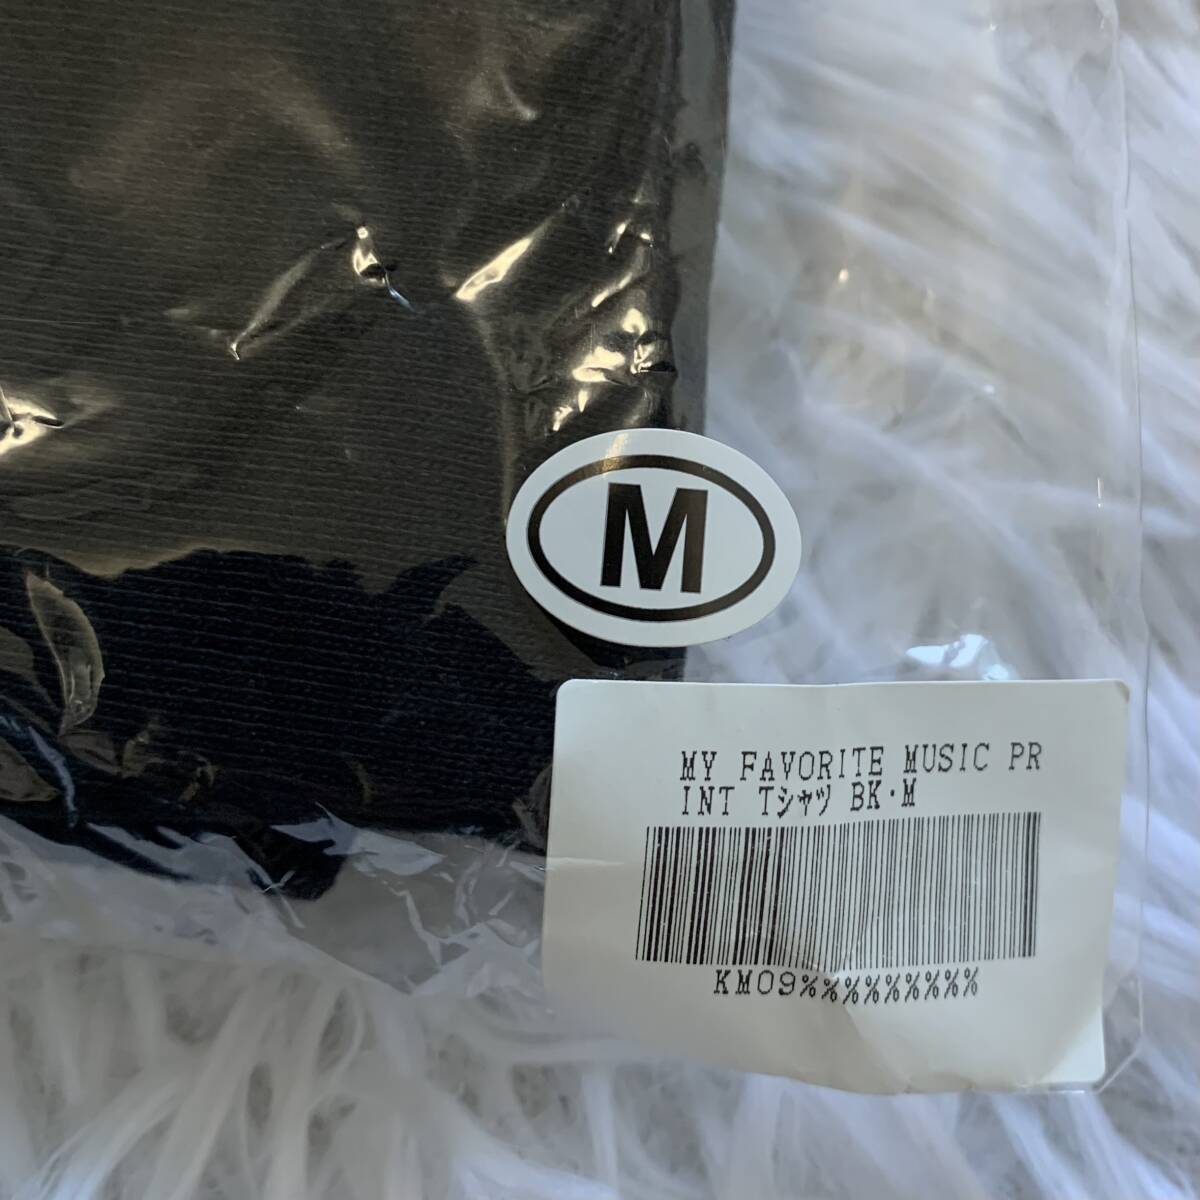 M
MY FAVORITE MUSIC PR
INT Tシャツ BK・M
KM09%%%%%%%%%